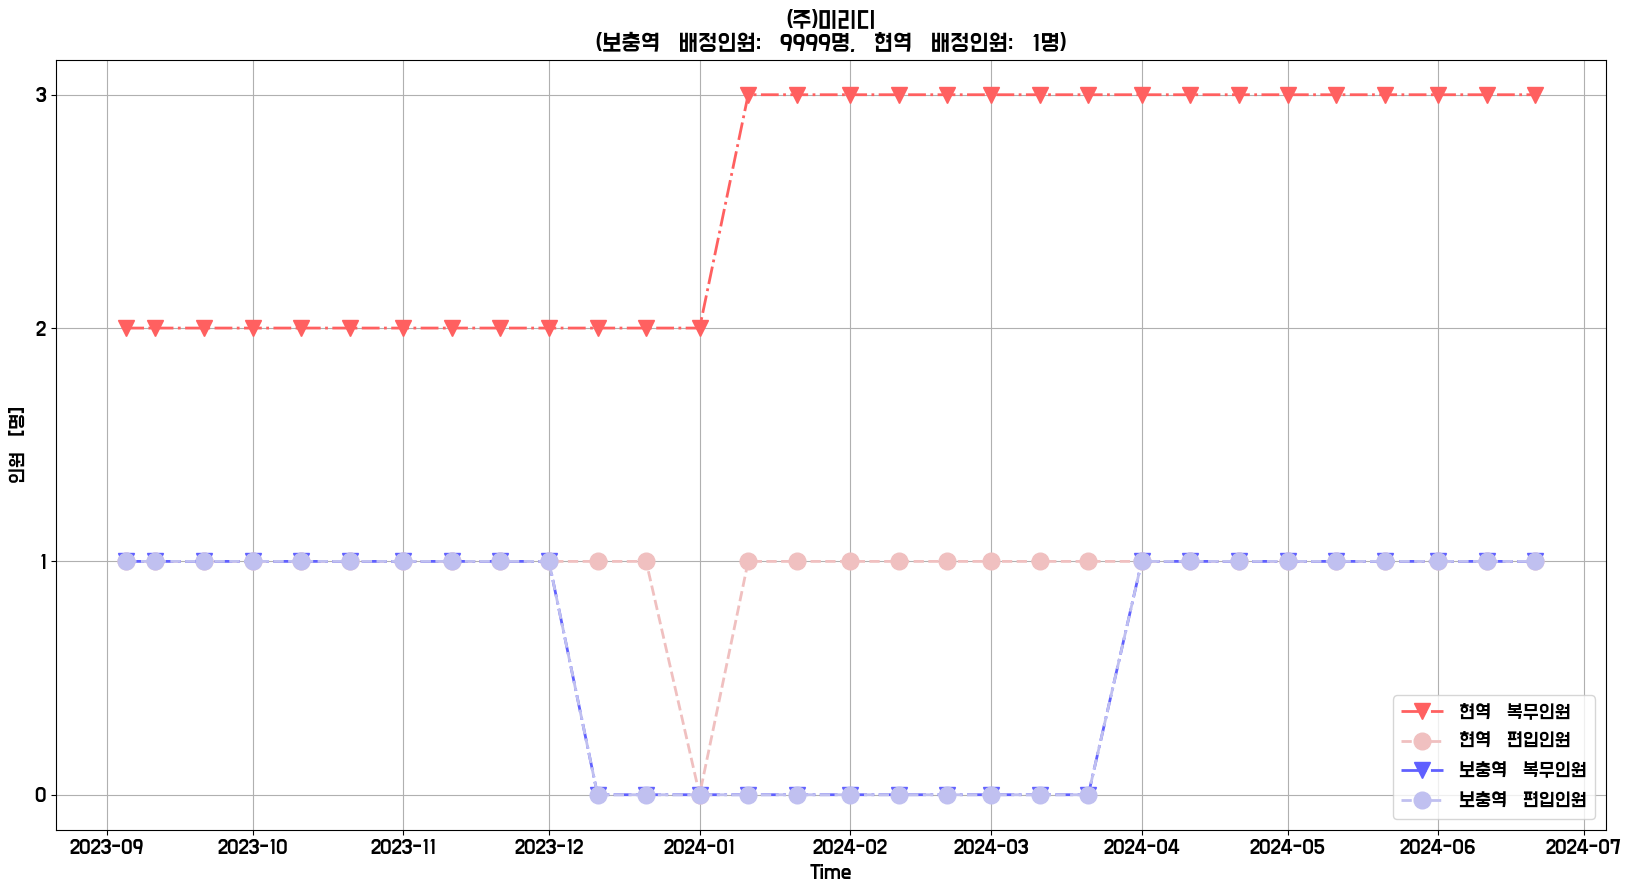 (주)미리디
(보충역 배정인원: 9999명, 현역 배정인원: 1명)
3
2
1
0
인원 [명]
2023-09 2023-10 2023-11 2023-12 2024-01 2024-02 2024-03 2024-04 2024-05 2024-06 2024-07
Time
현역 복무인원
현역 편입인원
보충역 복무인원
보충역 편입인원